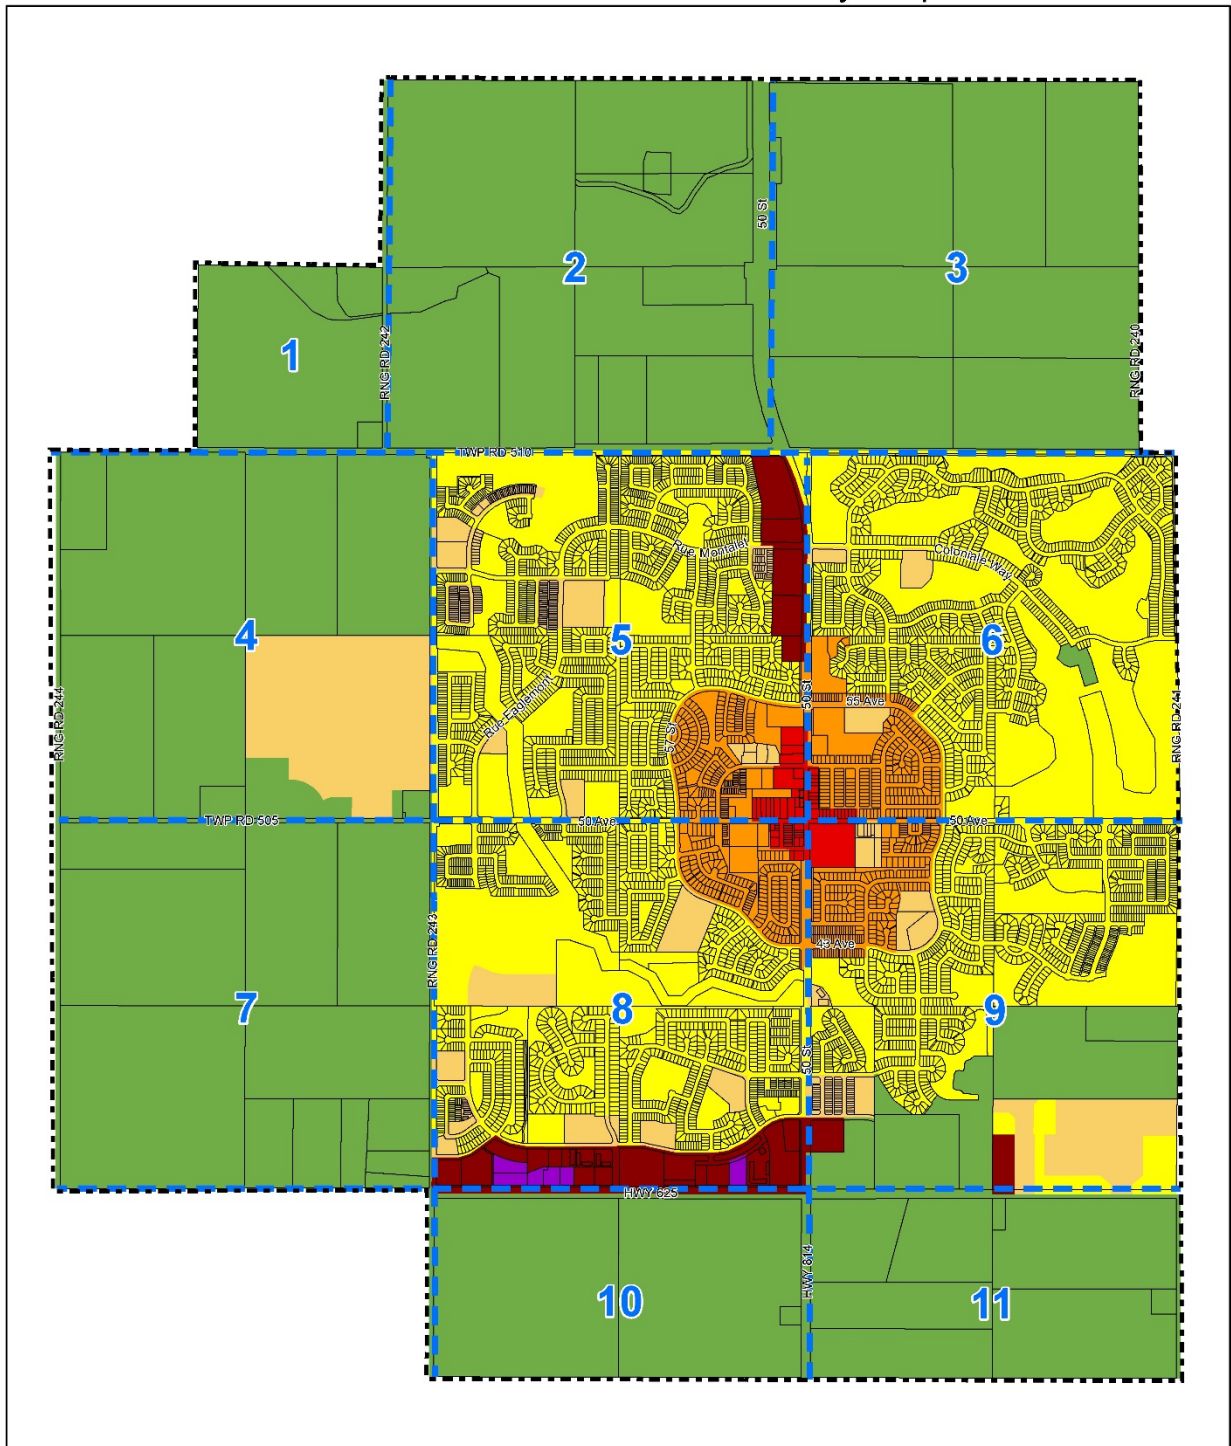 50 St
2
3
1
RNG RD 242
RNG RD 240
TWP RD 510
Rue Montalet
Coloniale Way
4
5
6
RNG RD 244
Rue Eaglemont
57 St
50 St
55 Ave
RNG RD 241
TWP RD 505
50 Ave
50 Ave
RNG RD 243
43 Ave
7
8
9
50 St
HWY 625
HWY 814
10
11